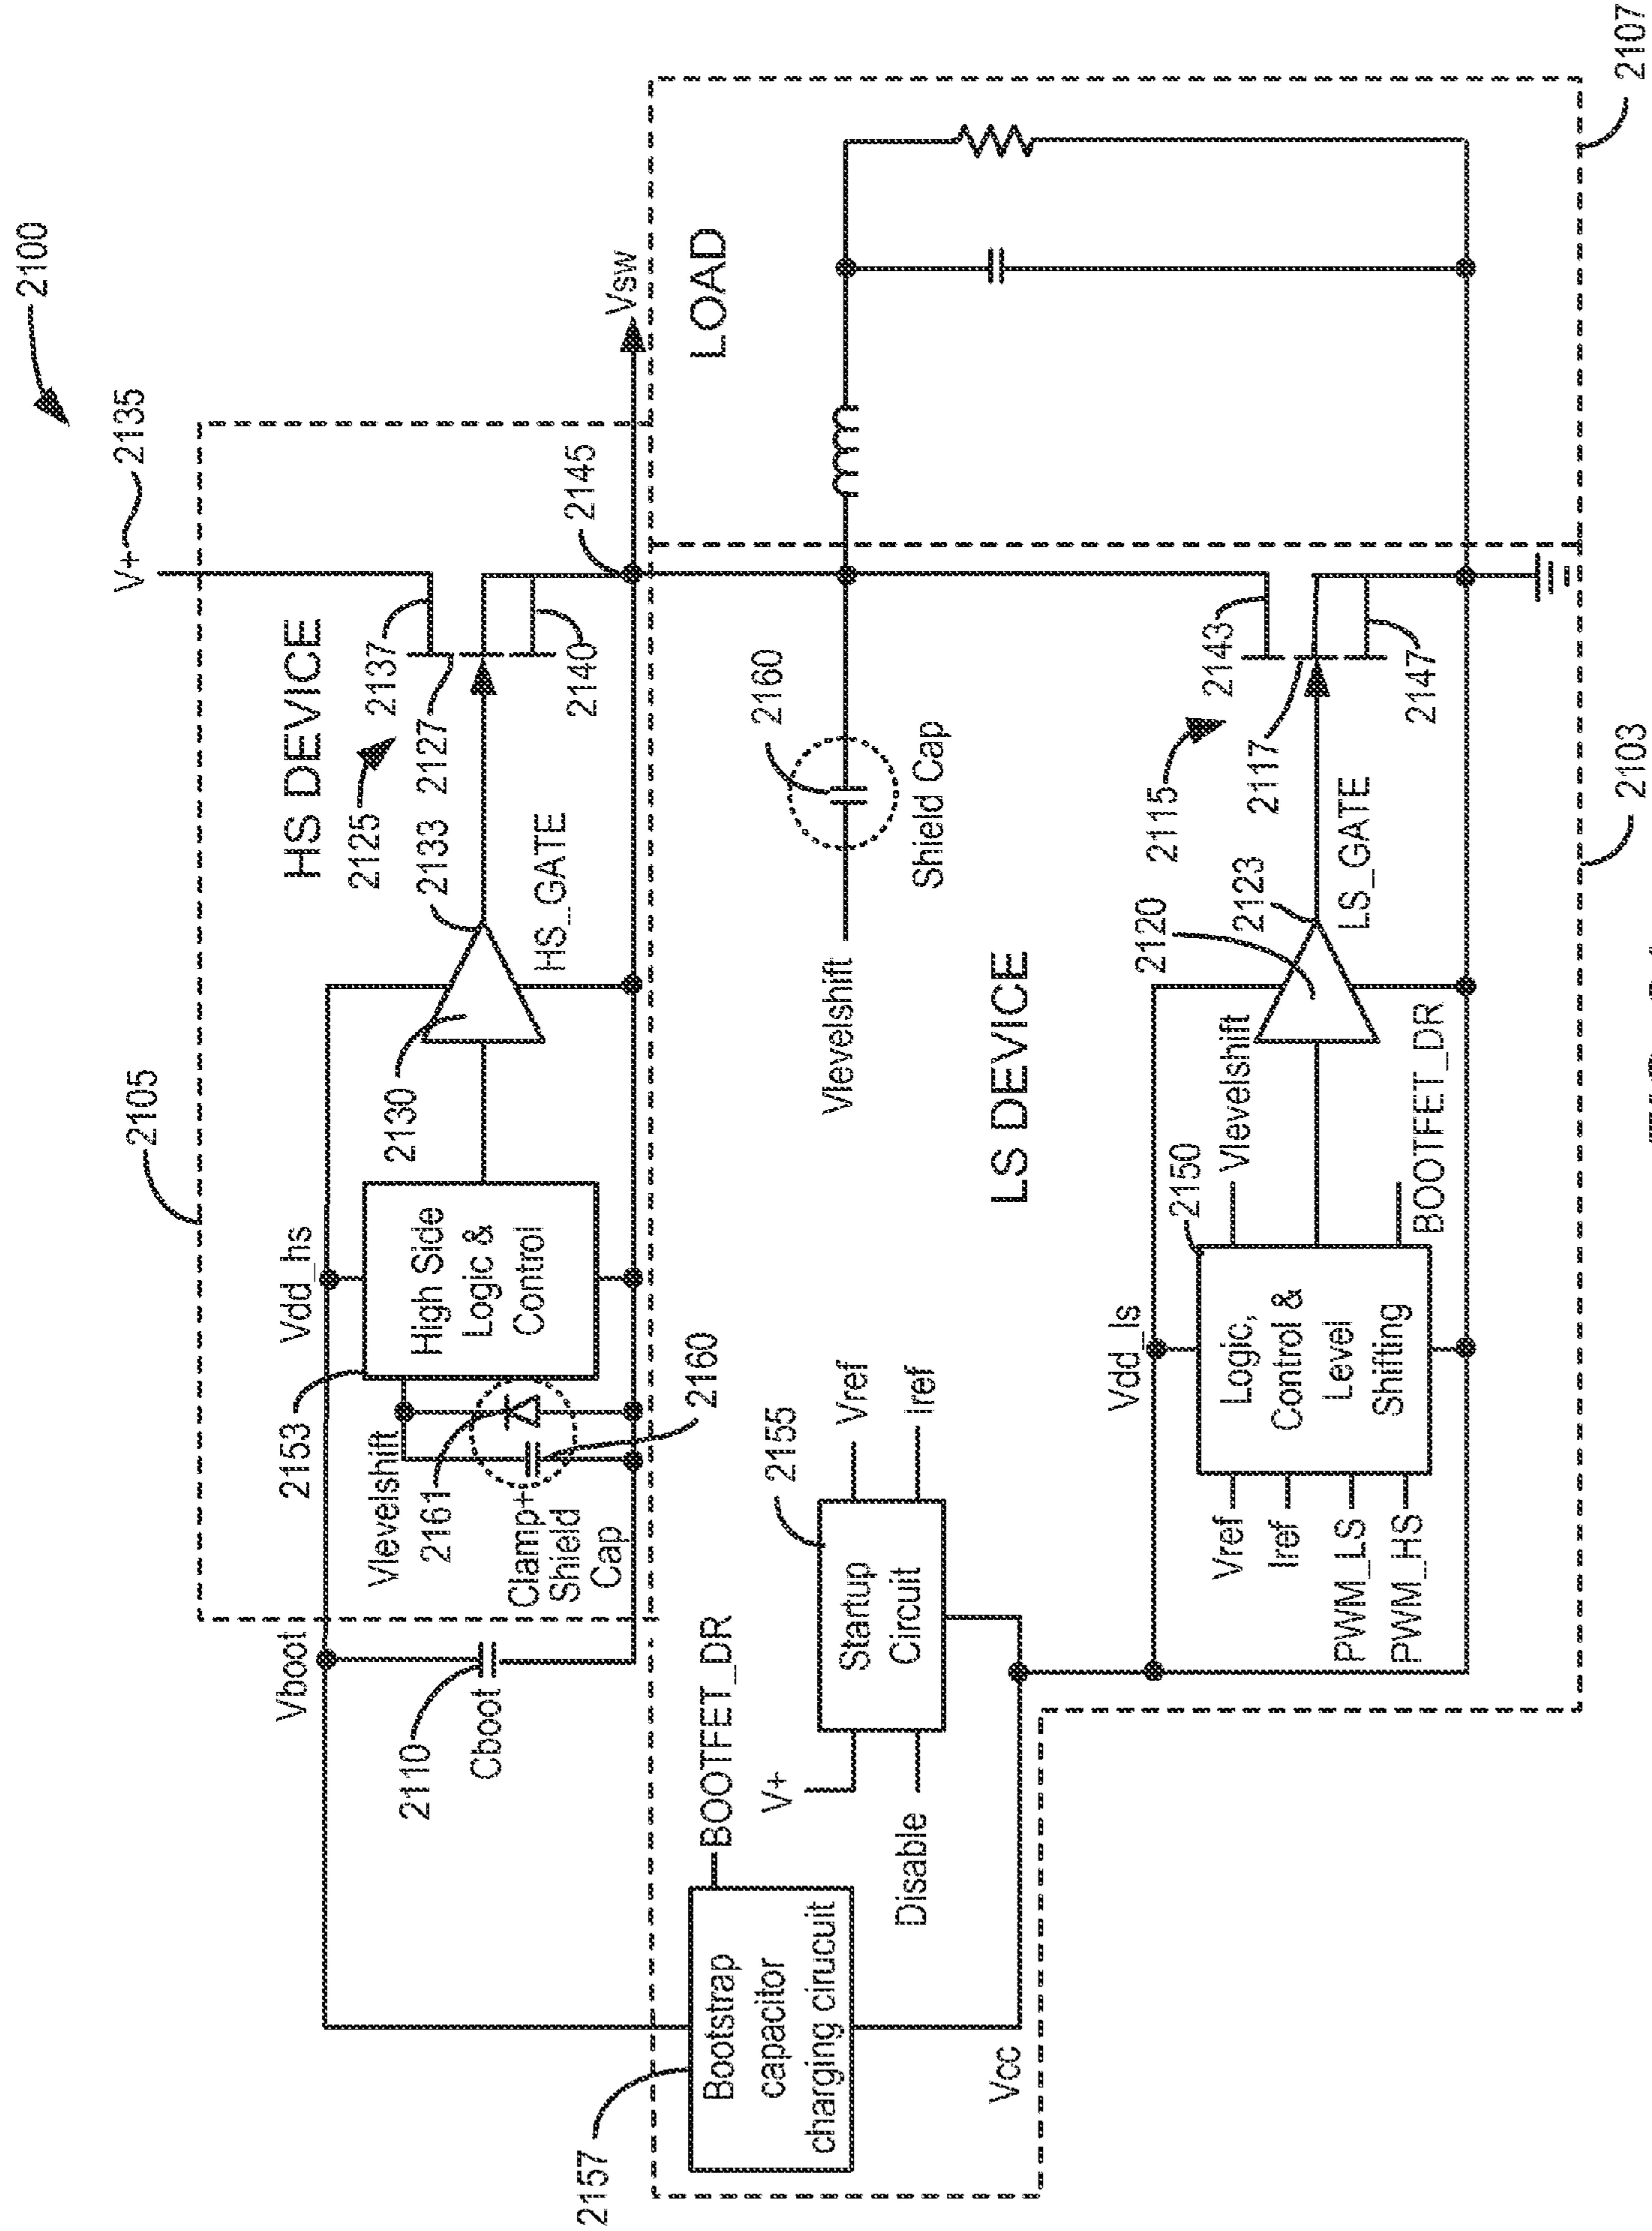 2100
V+
2135
2105
HS DEVICE
Vdd_hs
Vboot
2125
2137
2127
2133
2130
High Side
Logic &
Control
2153
Vlevelshift
2161
Clamp+
Shield
Cap
2160
HS_GATE
2140
2145
Vsw
2110
Cboot
2157
Bootstrap
capacitor
charging cirucuit
BOOTFET_DR
V+
Disable
Startup
Circuit
2155
Vref
Iref
Vcc
Vlevelshift
2160
Shield Cap
LOAD
LS DEVICE
Vdd_ls
2150
Logic,
Control &
Level
Shifting
Vref
Iref
PWM_LS
PWM_HS
Vlevelshift
BOOTFET_DR
2120
2123
LS_GATE
2115
2117
2143
2147
2103
2107